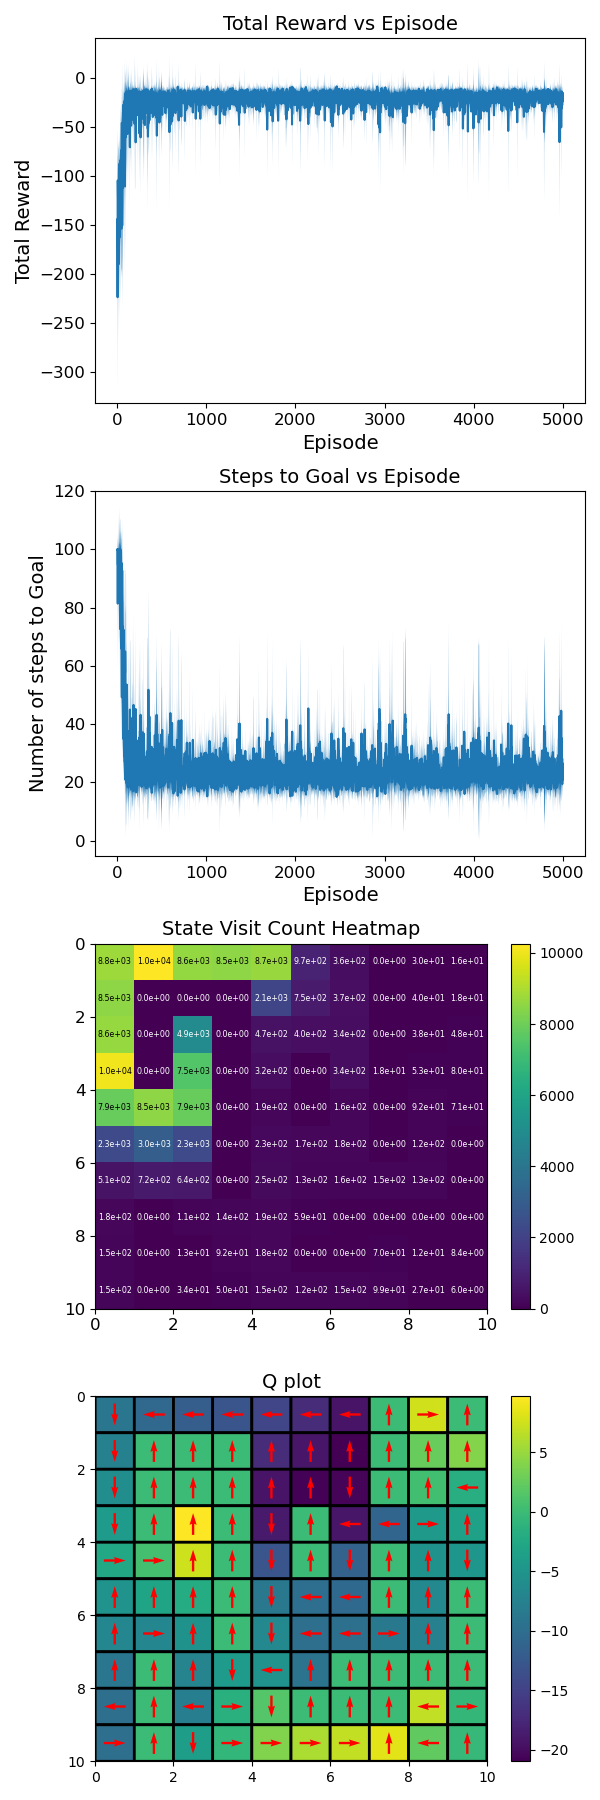 Total Reward vs Episode
0
−50
−100
−150
−200
−250
−300
Total Reward
0 1000 2000 3000 4000 5000
Episode
Steps to Goal vs Episode
120
100
80
60
40
20
0
Number of steps to Goal
0 1000 2000 3000 4000 5000
Episode
State Visit Count Heatmap
0
2
4
6
8
10
8.8e+03 1.0e+04 8.6e+03 8.5e+03 8.7e+03 9.7e+02 3.6e+02 0.0e+00 3.0e+01 1.6e+01
8.5e+03 0.0e+00 0.0e+00 0.0e+00 2.1e+03 7.5e+02 3.7e+02 0.0e+00 4.0e+01 1.8e+01
8.6e+03 0.0e+00 4.9e+03 0.0e+00 4.7e+02 4.0e+02 3.4e+02 0.0e+00 3.8e+01 4.8e+01
1.0e+04 0.0e+00 7.5e+03 0.0e+00 3.2e+02 0.0e+00 3.4e+02 1.8e+01 5.3e+01 8.0e+01
7.9e+03 8.5e+03 7.9e+03 0.0e+00 1.9e+02 0.0e+00 1.6e+02 0.0e+00 9.2e+01 7.1e+01
2.3e+03 3.0e+03 2.3e+03 0.0e+00 2.3e+02 1.7e+02 1.8e+02 0.0e+00 1.2e+02 0.0e+00
5.1e+02 7.2e+02 6.4e+02 0.0e+00 2.5e+02 1.3e+02 1.6e+02 1.5e+02 1.3e+02 0.0e+00
1.8e+02 0.0e+00 1.1e+02 1.4e+02 1.9e+02 5.9e+01 0.0e+00 0.0e+00 0.0e+00 0.0e+00
1.5e+02 0.0e+00 1.3e+01 9.2e+01 1.8e+02 0.0e+00 0.0e+00 7.0e+01 1.2e+01 8.4e+00
1.5e+02 0.0e+00 3.4e+01 5.0e+01 1.5e+02 1.2e+02 1.5e+02 9.9e+01 2.7e+01 6.0e+00
0 2 4 6 8 10
10000
8000
6000
4000
2000
0
Q plot
0
2
4
6
8
10
0 2 4 6 8 10
5
0
−5
−10
−15
−20